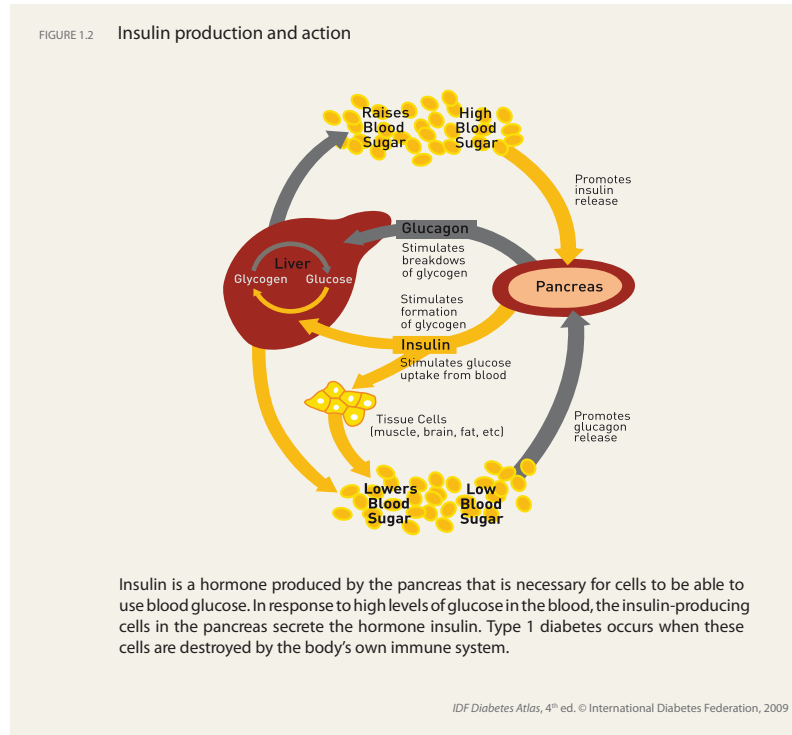 FIGURE 1.2 Insulin production and action
Raises
Blood
Sugar
High
Blood
Sugar
Promotes
insulin
release
Glucagon
Stimulates
breakdowns
of glycogen
Liver
Glycogen Glucose
Pancreas
Stimulates
formation
of glycogen
Insulin
Stimulates glucose
uptake from blood
Tissue Cells
(muscle, brain, fat, etc)
Promotes
glucagon
release
Lowers
Blood
Sugar
Low
Blood
Sugar
Insulin is a hormone produced by the pancreas that is necessary for cells to be able to
use blood glucose. In response to high levels of glucose in the blood, the insulin-producing
cells in the pancreas secrete the hormone insulin. Type 1 diabetes occurs when these
cells are destroyed by the body's own immune system.
IDF Diabetes Atlas, 4th ed. © International Diabetes Federation, 2009